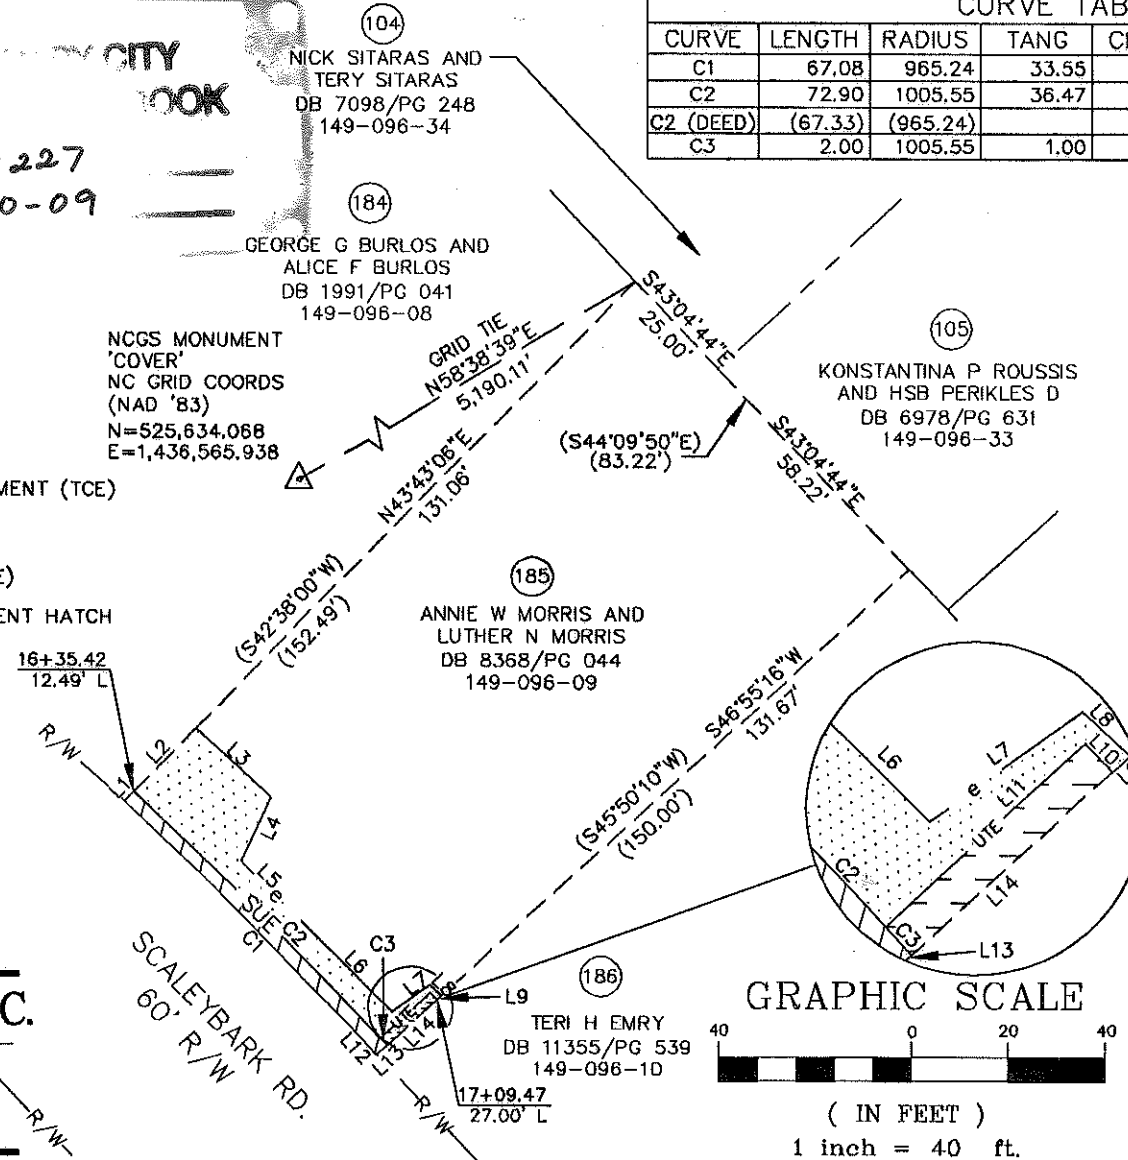 CURVE TAB
CURVE LENGTH RADIUS TANG
C1 67.08 965.24 33.55
C2 72.90 1005.55 36.47
C2 (DEED) (67.33) (965.24)
C3 2.00 1005.55 1.00
CITY
OOK
227
0-09
104
NICK SITARAS AND
TERY SITARAS
DB 7098/PG 248
149-096-34
184
GEORGE G BURLOS AND
ALICE F BURLOS
DB 1991/PG 041
149-096-08
NCGS MONUMENT
'COVER'
NC GRID COORDS
(NAD '83)
N=525,634.068
E=1,436,565.938
GRID TIE
N58°38'39"E
5,190.11'
S43°04'44"E
25.00'
105
KONSTANTINA P ROUSSIS
AND HSB PERIKLES D
DB 6978/PG 631
149-096-33
(S44°09'50"E)
(83.22')
S43°04'44"E
58.22'
N43°43'06"E
131.06'
(S42°38'00"W)
(152.49')
MENT (TCE)
E)
ENT HATCH
185
ANNIE W MORRIS AND
LUTHER N MORRIS
DB 8368/PG 044
149-096-09
S46°55'16"W
131.67'
(S45°50'10"W)
(150.00')
16+35.42
12.49' L
R/W
L1
L2
L3
L4
L5
e
SUE
C2
C1
L6
C3
L7
L8
L9
UTE
L14
L13
L12
R/W
17+09.47
27.00' L
SCALEYBARK RD.
60' R/W
R/W
186
TERI H EMRY
DB 11355/PG 539
149-096-10
L6
e
L7
L8
L10
L11
UTE
L14
C2
C3
L13
C.
GRAPHIC SCALE
40 0 20 40
( IN FEET )
1 inch = 40 ft.